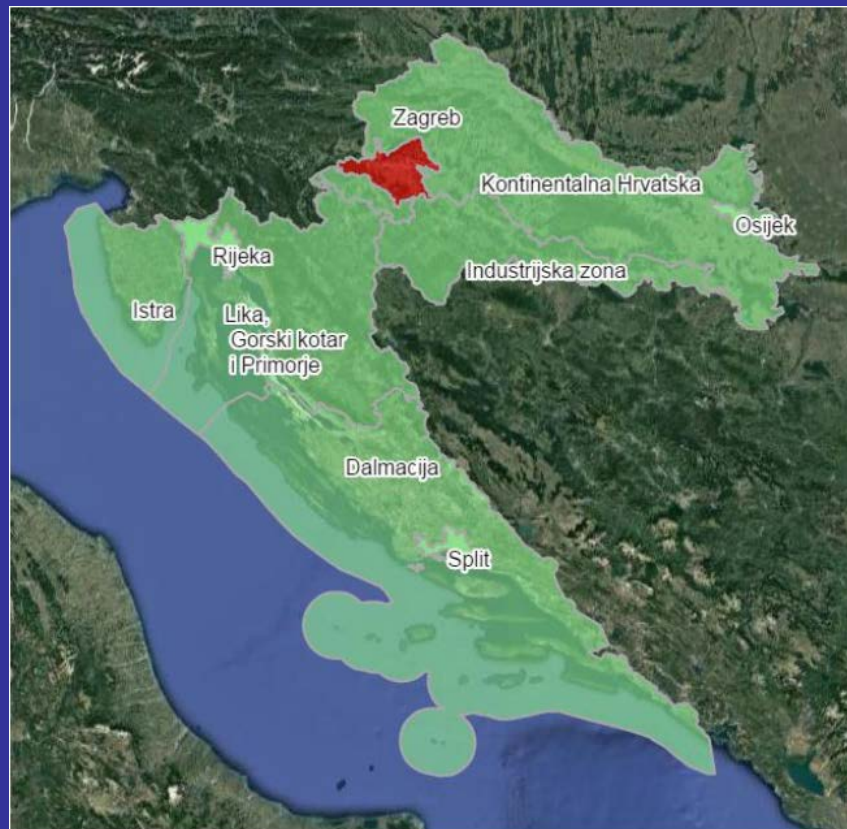 Zagreb
Kontinentalna Hrvatska
Osijek
Rijeka
Industrijska zona
Istra
Lika,
Gorski kotar
i Primorje
Dalmacija
Split